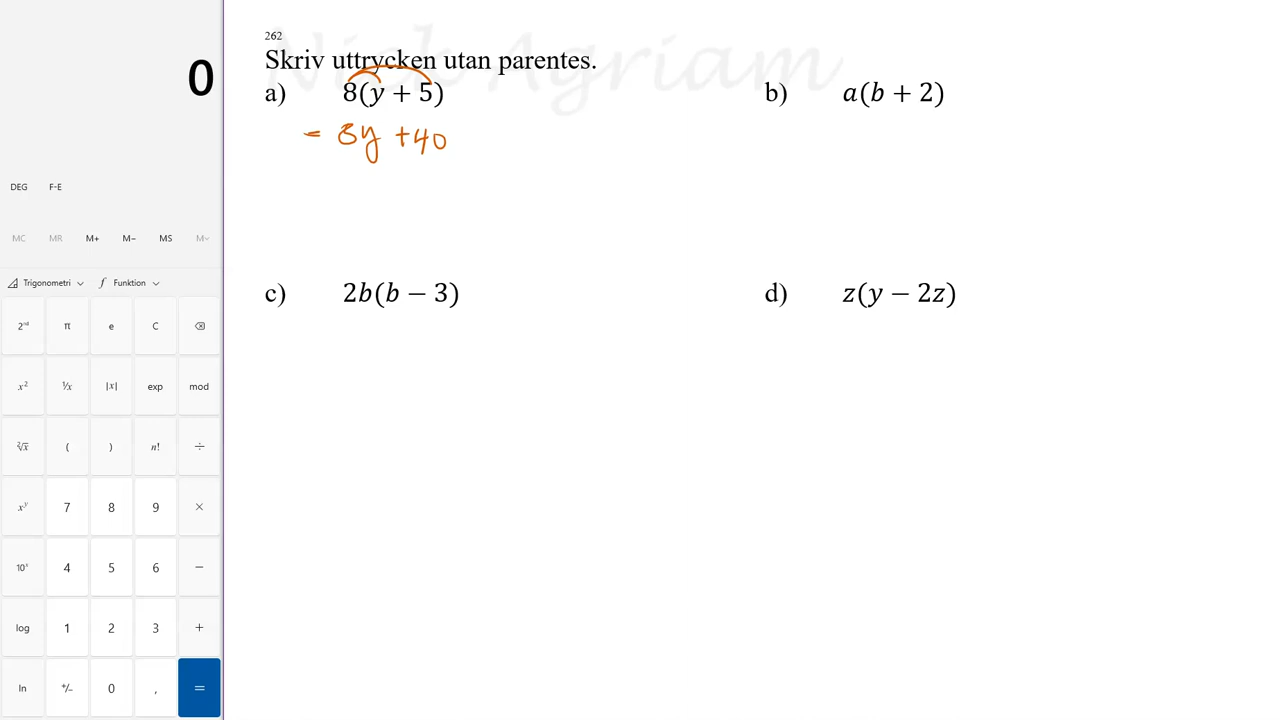 Nick Agriam
262
Skriv uttrycken utan parentes.
a) 8(y + 5)
= 8y + 40
b) a(b + 2)
c) 2b(b − 3)
d) z(y − 2z)
0
DEG F-E
MC MR M+ M− MS M˅
Trigonometri Funktion
2ⁿᵈ π e C
x² ¹/x |x| exp mod
²√x ( ) n! ÷
xʸ 7 8 9 ×
10ˣ 4 5 6 −
log 1 2 3 +
ln +/− 0 , =